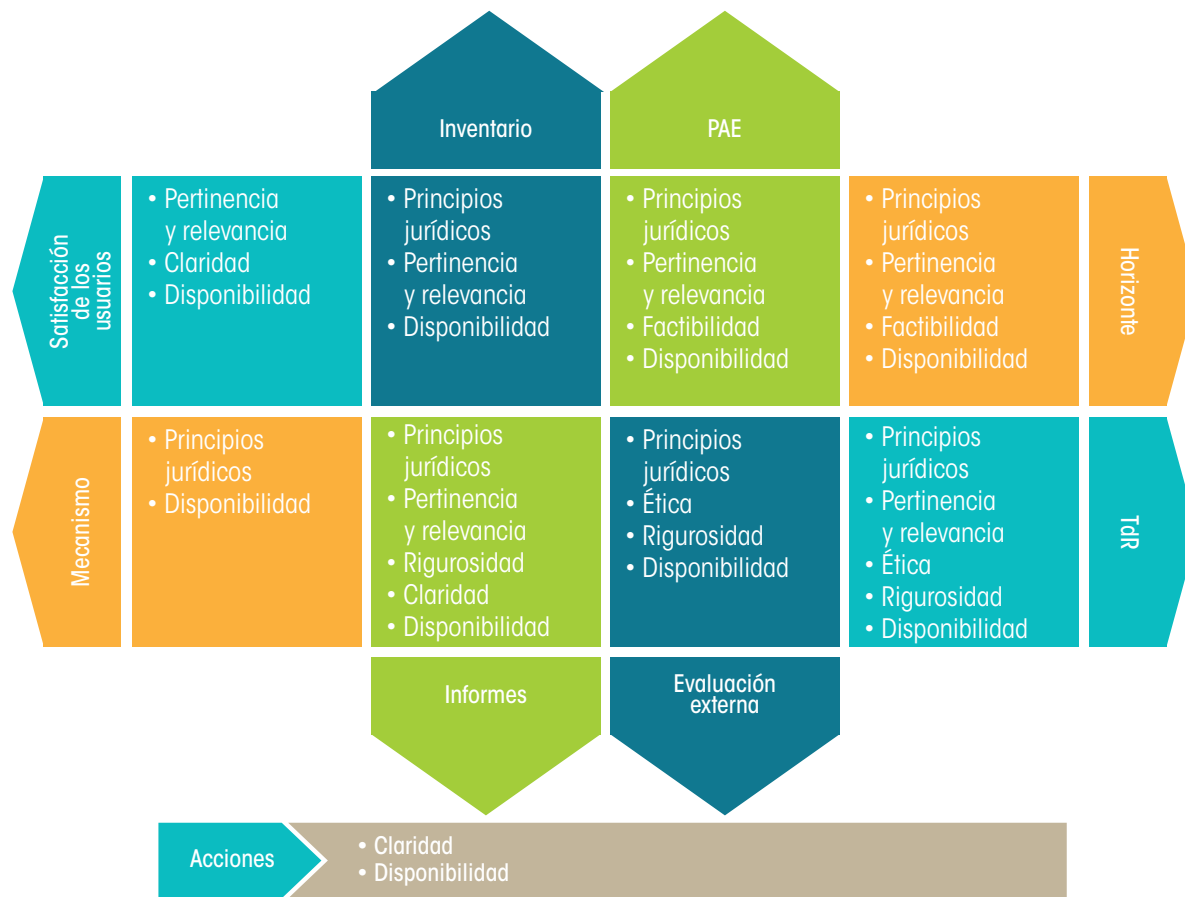 Inventario
PAE
Satisfacción
de los
usuarios
• Pertinencia
y relevancia
• Claridad
• Disponibilidad
• Principios
jurídicos
• Pertinencia
y relevancia
• Disponibilidad
• Principios
jurídicos
• Pertinencia
y relevancia
• Factibilidad
• Disponibilidad
• Principios
jurídicos
• Pertinencia
y relevancia
• Factibilidad
• Disponibilidad
Horizonte
Mecanismo
• Principios
jurídicos
• Disponibilidad
• Principios
jurídicos
• Pertinencia
y relevancia
• Rigurosidad
• Claridad
• Disponibilidad
• Principios
jurídicos
• Ética
• Rigurosidad
• Disponibilidad
• Principios
jurídicos
• Pertinencia
y relevancia
• Ética
• Rigurosidad
• Disponibilidad
TdR
Informes
Evaluación
externa
Acciones
• Claridad
• Disponibilidad